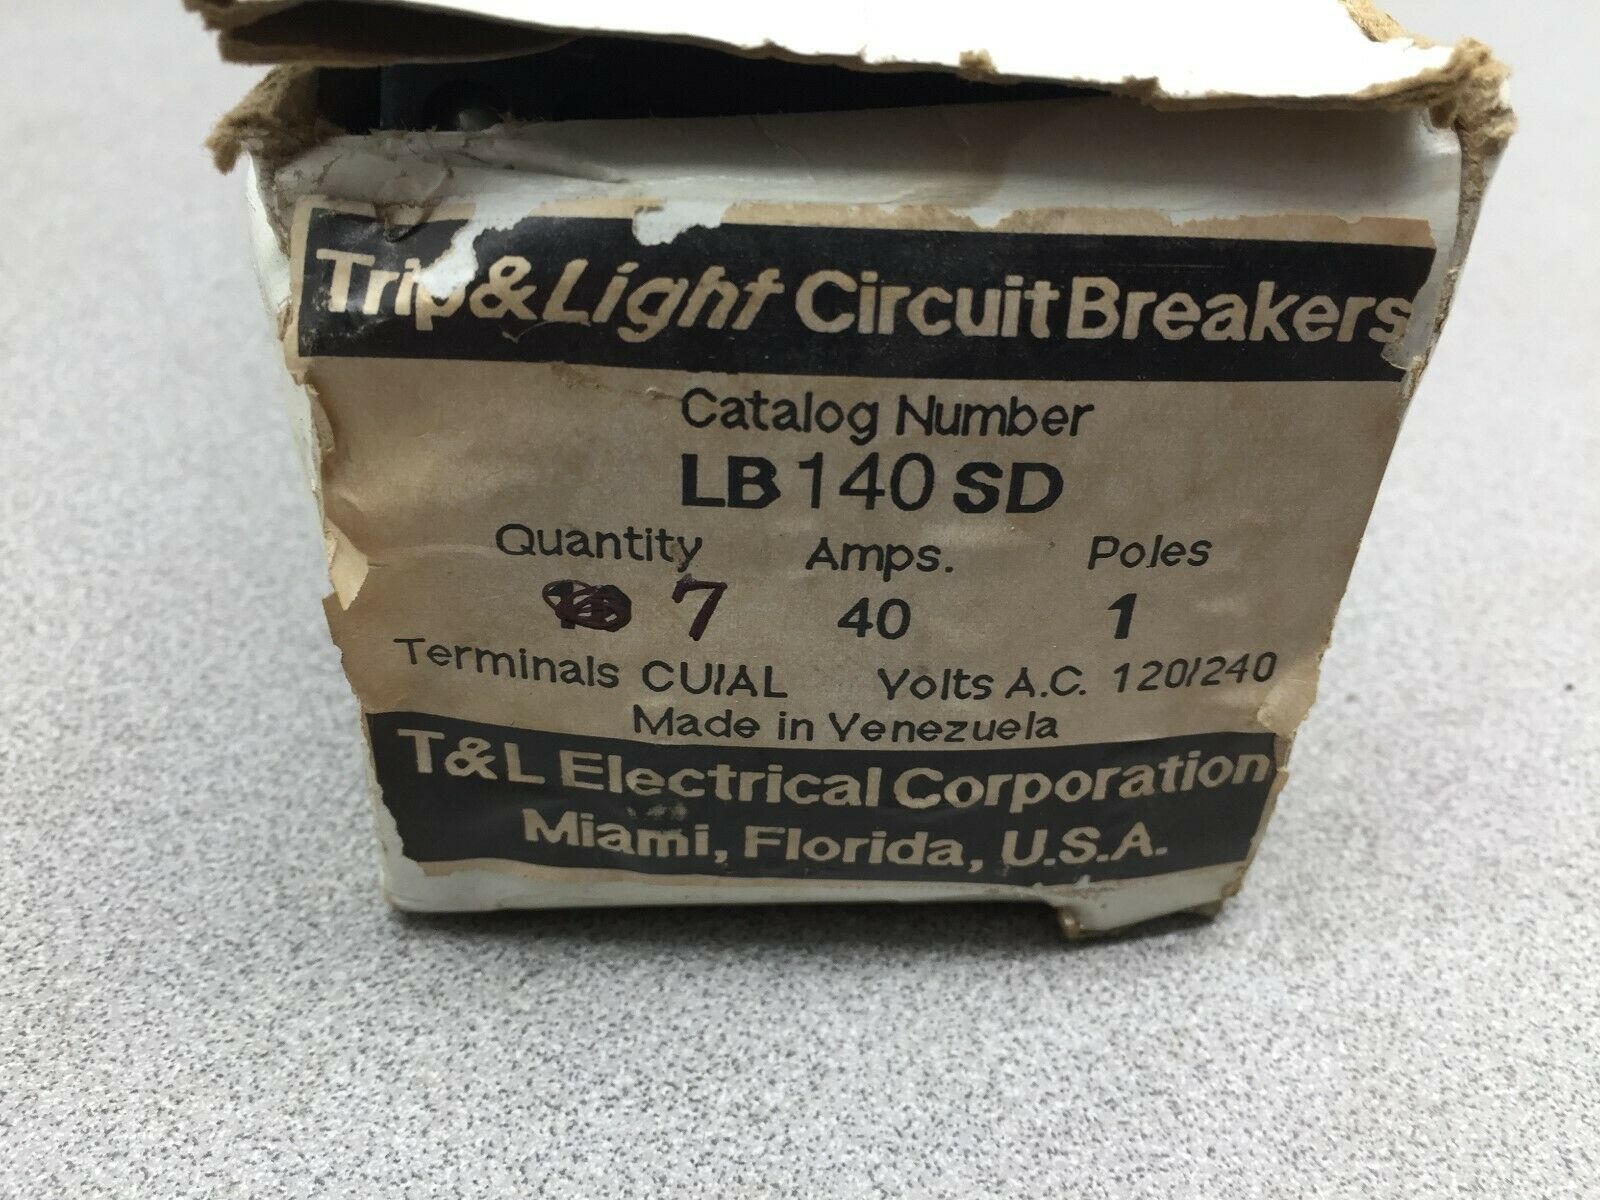 Trip&Light Circuit Breakers
Catalog Number
LB 140 SD
Quantity Amps. Poles
7 40 1
Terminals CU/AL Volts A.C. 120/240
Made in Venezuela
T&L Electrical Corporation
Miami, Florida, U.S.A.